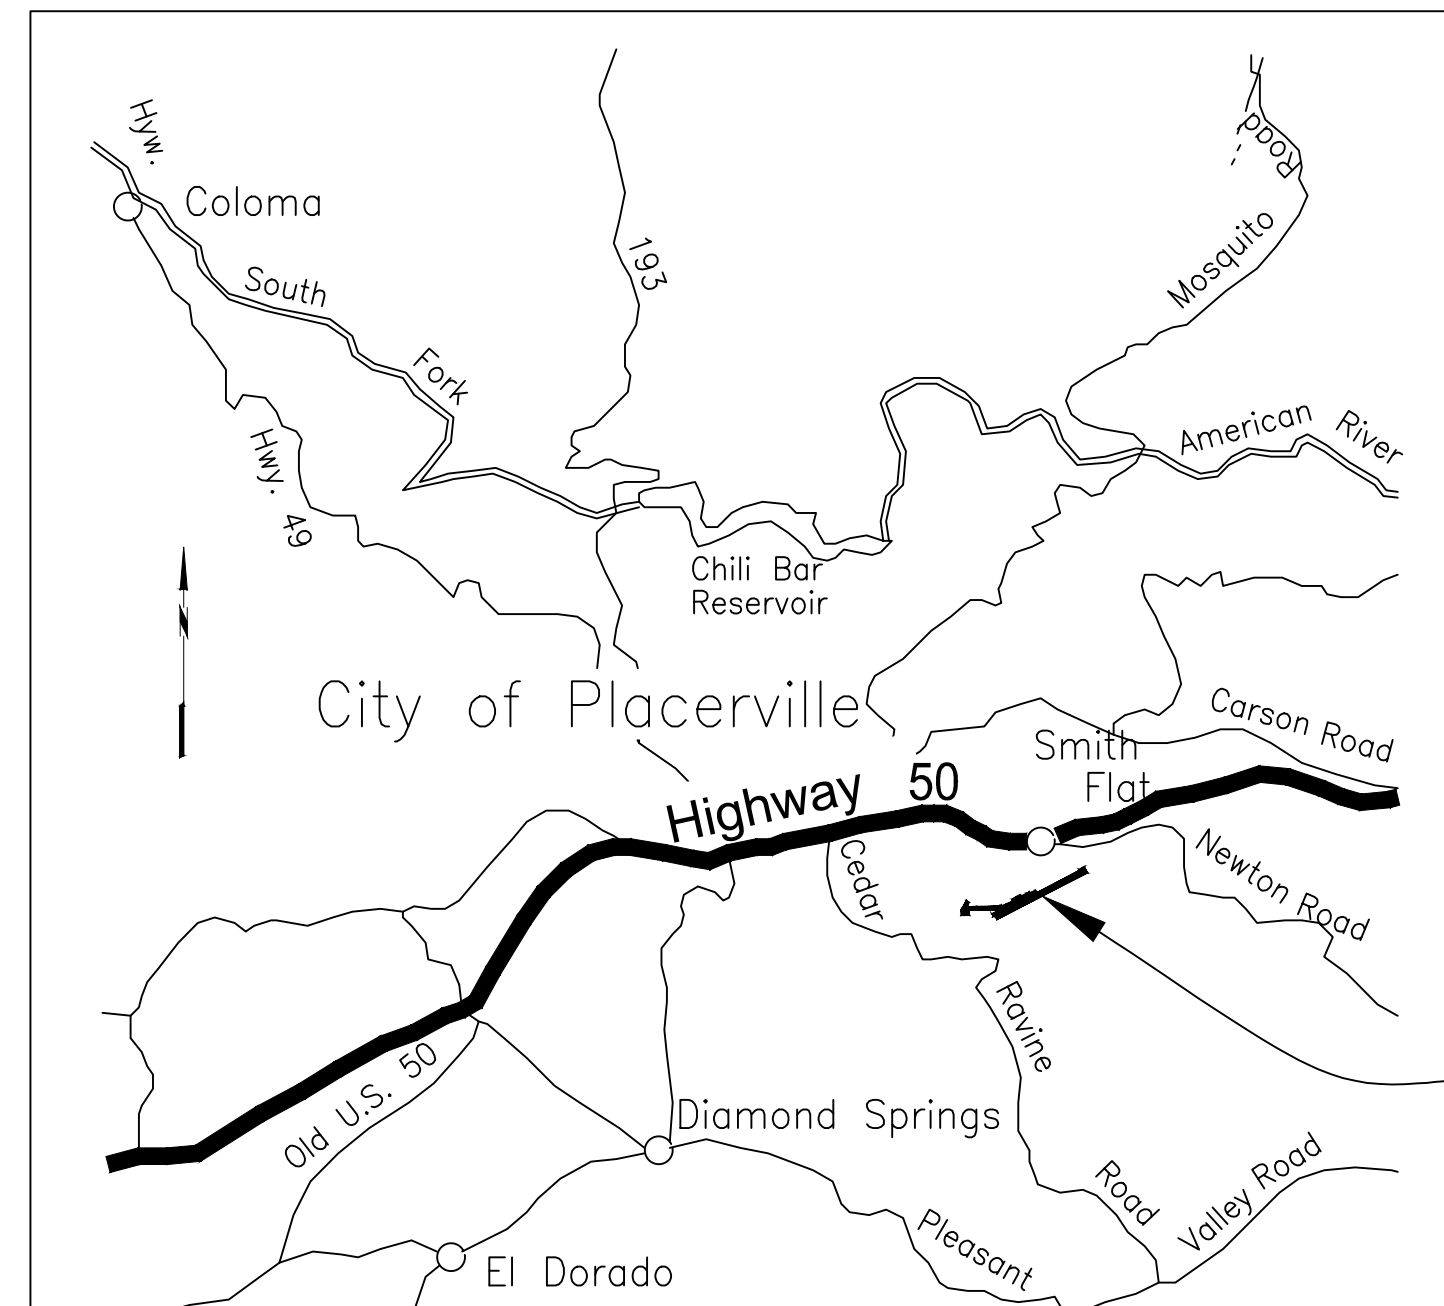 Hyw.
Road
Coloma
193
Mosquito
South
Fork
American River
Hwy. 49
Chili Bar
Reservoir
N
City of Placerville
Carson Road
Smith
Flat
Highway 50
Newton Road
Cedar
Ravine
Road
Old U.S. 50
Diamond Springs
Valley Road
Pleasant
El Dorado